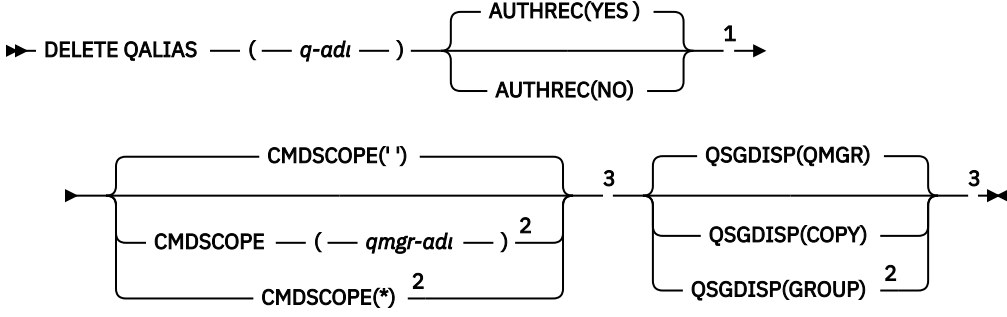 AUTHREC(YES )
DELETE QALIAS ( q-adı ) 1
AUTHREC(NO)
CMDSCOPE(' ') QSGDISP(QMGR)
3 3
CMDSCOPE ( qmgr-adı ) 2 QSGDISP(COPY)
CMDSCOPE(*) 2 QSGDISP(GROUP) 2